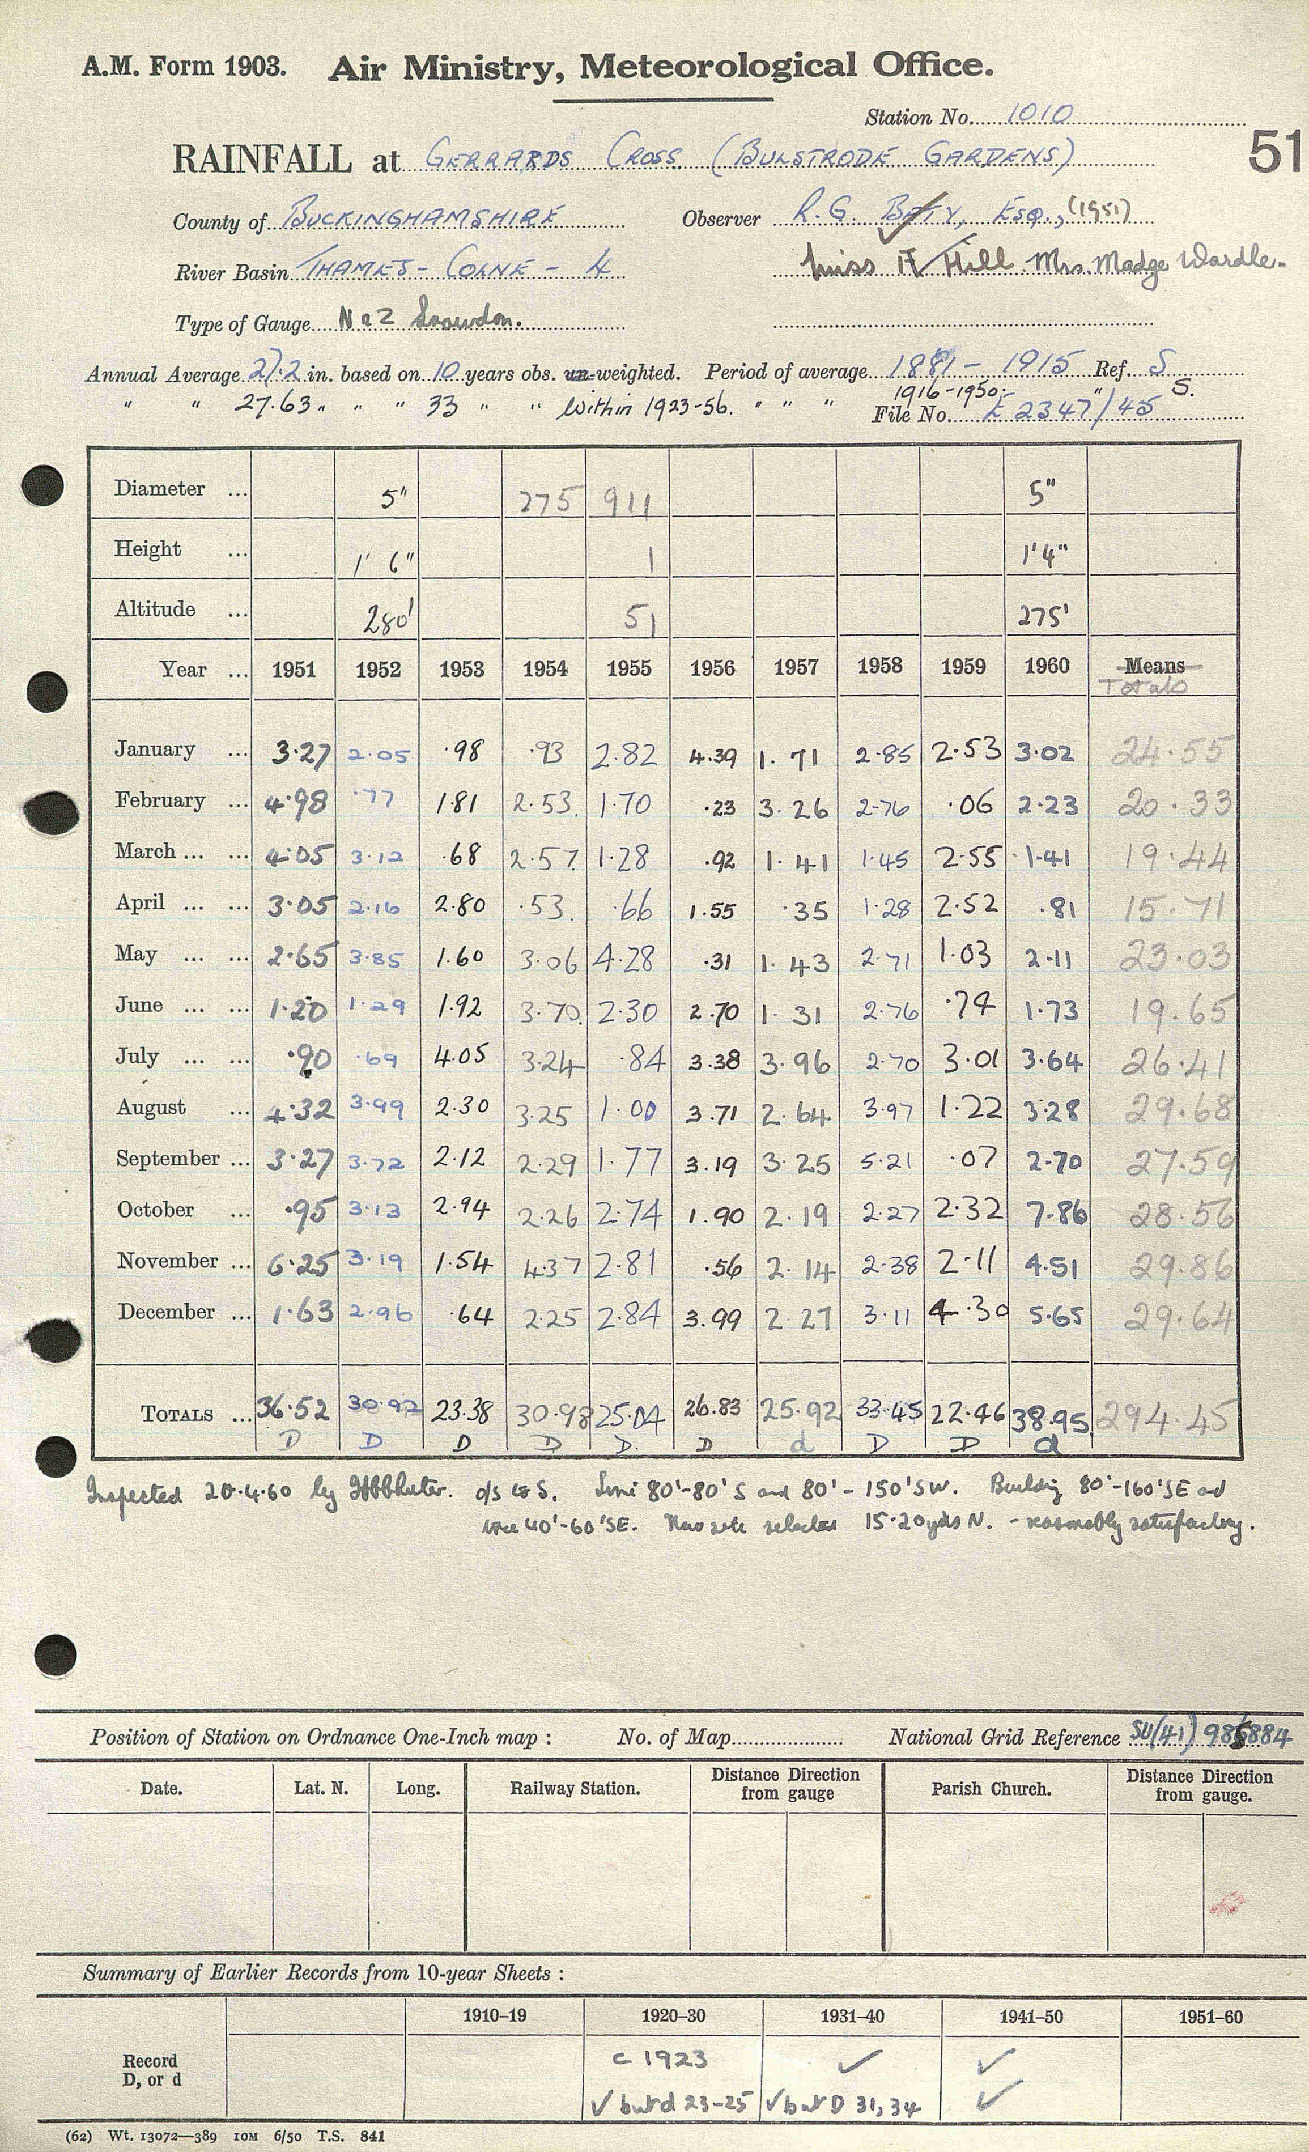 A.M. Form 1903. Air Ministry, Meteorological Office.
Station No. 1010
51
RAINFALL at GERRARDS CROSS (BULSTRODE GARDENS)
County of BUCKINGHAMSHIRE Observer R.G. BATY, ESQ., (1951)
River Basin THAMES - COLNE - 4 Miss H Hill. Mrs. Madge Wardle.
Type of Gauge No 2 Snowdon.
Annual Average 27.2 in. based on 10 years obs. un-weighted. Period of average 1881 - 1915 Ref. S
" " 27.63 " " " 33 " " Within 1923-56. " " " 1916-1950 " S.
File No. E 2347/45
Diameter ... 5" 275 911 5"
Height ... 1' 6" 1 1'4"
Altitude ... 280' 51 275'
Year ... 1951 1952 1953 1954 1955 1956 1957 1958 1959 1960 Means
Totals
January ... 3.27 2.05 .98 .93 2.82 4.39 1.71 2.85 2.53 3.02 24.55
February ... 4.98 .77 1.81 2.53 1.70 .23 3.26 2.76 .06 2.23 20.33
March ... ... 4.05 3.12 .68 2.57 1.28 .92 1.41 1.45 2.55 1.41 19.44
April ... ... 3.05 2.16 2.80 .53 .66 1.55 .35 1.28 2.52 .81 15.71
May ... ... 2.65 3.85 1.60 3.06 4.28 .31 1.43 2.71 1.03 2.11 23.03
June ... ... 1.20 1.29 1.92 3.70 2.30 2.70 1.31 2.76 .74 1.73 19.65
July ... ... .90 .69 4.05 3.24 .84 3.38 3.96 2.70 3.01 3.64 26.41
August ... 4.32 3.99 2.30 3.25 1.00 3.71 2.64 3.97 1.22 3.28 29.68
September ... 3.27 3.72 2.12 2.29 1.77 3.19 3.25 5.21 .07 2.70 27.59
October ... .95 3.13 2.94 2.26 2.74 1.90 2.19 2.27 2.32 7.86 28.56
November ... 6.25 3.19 1.54 4.37 2.81 .56 2.14 2.38 2.11 4.51 29.86
December ... 1.63 2.96 .64 2.25 2.84 3.99 2.27 3.11 4.30 5.65 29.64
TOTALS ... 36.52 30.92 23.38 30.98 25.04 26.83 25.92 33.45 22.46 38.95 294.45
D D D D D D d D D d
Inspected 20.4.60 by o/s & S. 80'-80' S and 80' - 150' SW. Building 80'-160' SE and
tree 40'-60' SE. New site selected 15-20yds N. - reasonably satisfactory.
Position of Station on Ordnance One-Inch map : No. of Map National Grid Reference SU(41) 985884
Date. Lat. N. Long. Railway Station. Distance from gauge Direction Parish Church. Distance Direction from gauge.
Summary of Earlier Records from 10-year Sheets :
1910–19 1920–30 1931–40 1941–50 1951–60
Record c 1923 ✓ ✓
D, or d ✓ but d 23-25 ✓ but D 31, 34 ✓
(62) Wt. 13072—389 10M 6/50 T.S. 841